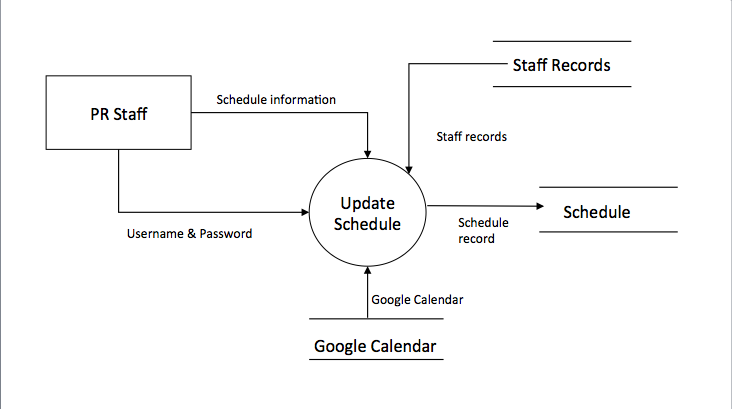 Staff Records
Schedule information
PR Staff
Staff records
Update
Schedule
Schedule
Schedule
record
Username & Password
Google Calendar
Google Calendar